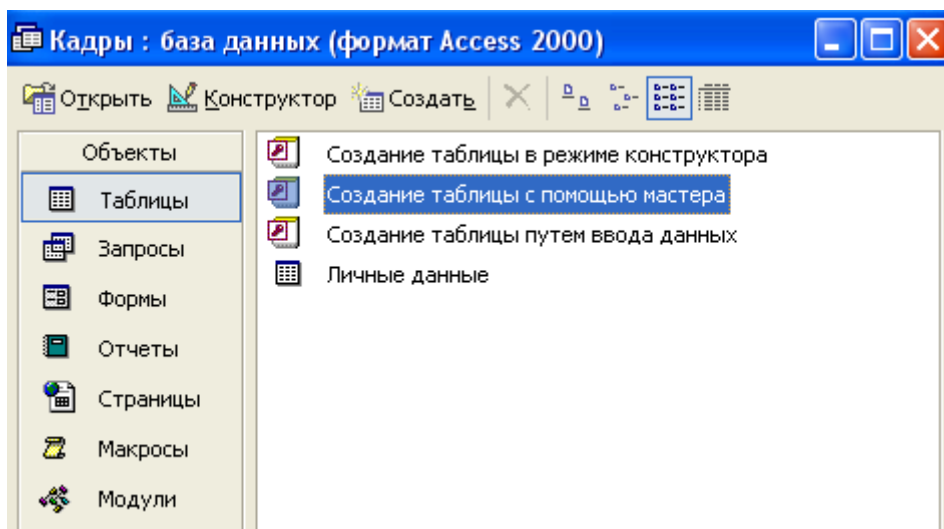 Кадры : база данных (формат Access 2000)
Открыть Конструктор Создать
Объекты
Таблицы
Запросы
Формы
Отчеты
Страницы
Макросы
Модули
Создание таблицы в режиме конструктора
Создание таблицы с помощью мастера
Создание таблицы путем ввода данных
Личные данные